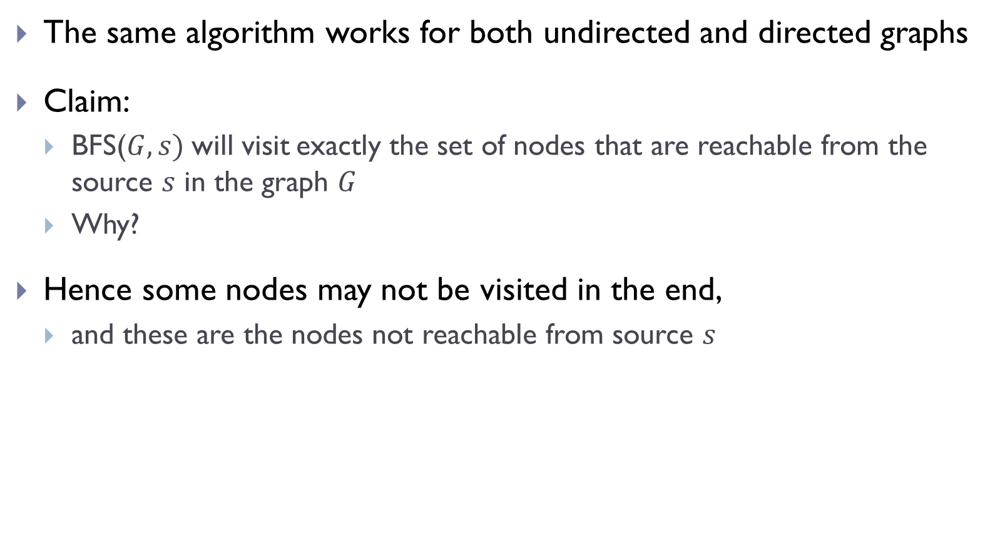 The same algorithm works for both undirected and directed graphs
Claim:
BFS(𝐺, 𝑠) will visit exactly the set of nodes that are reachable from the
source 𝑠 in the graph 𝐺
Why?
Hence some nodes may not be visited in the end,
and these are the nodes not reachable from source 𝑠